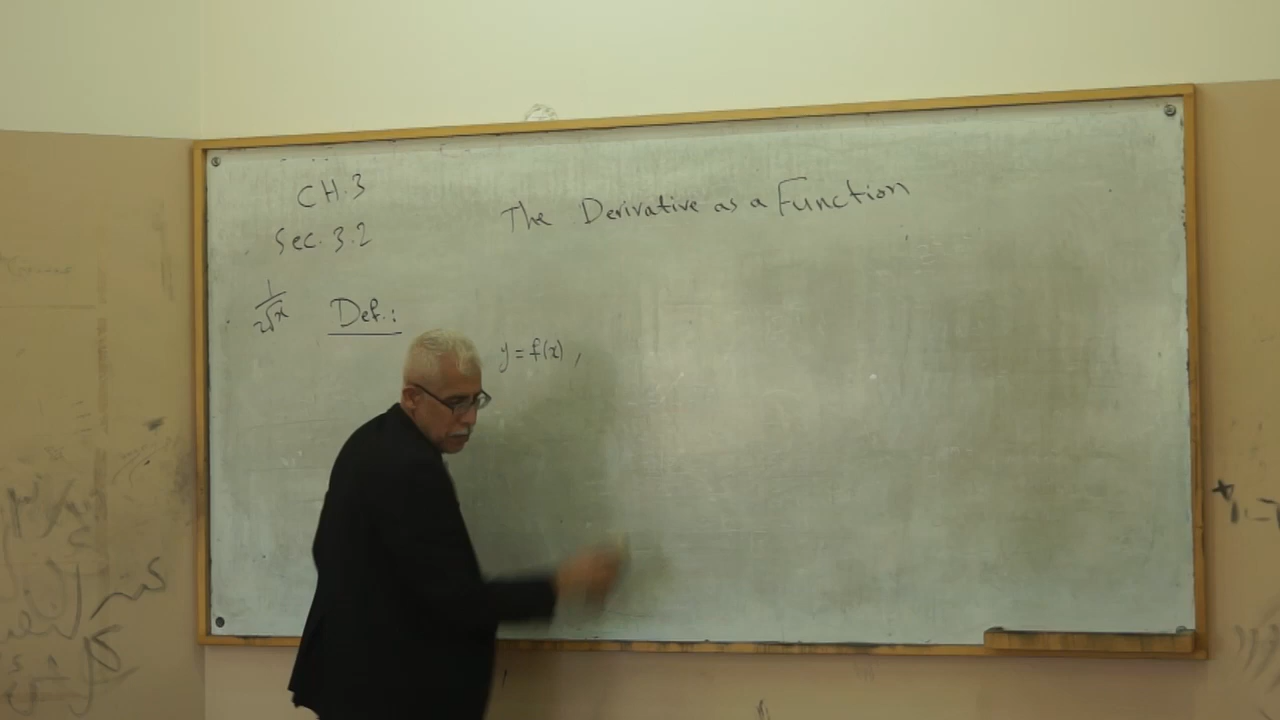 CH.3
Sec. 3.2
The Derivative as a Function
1/2√x
Def.:
y = f(x) ,